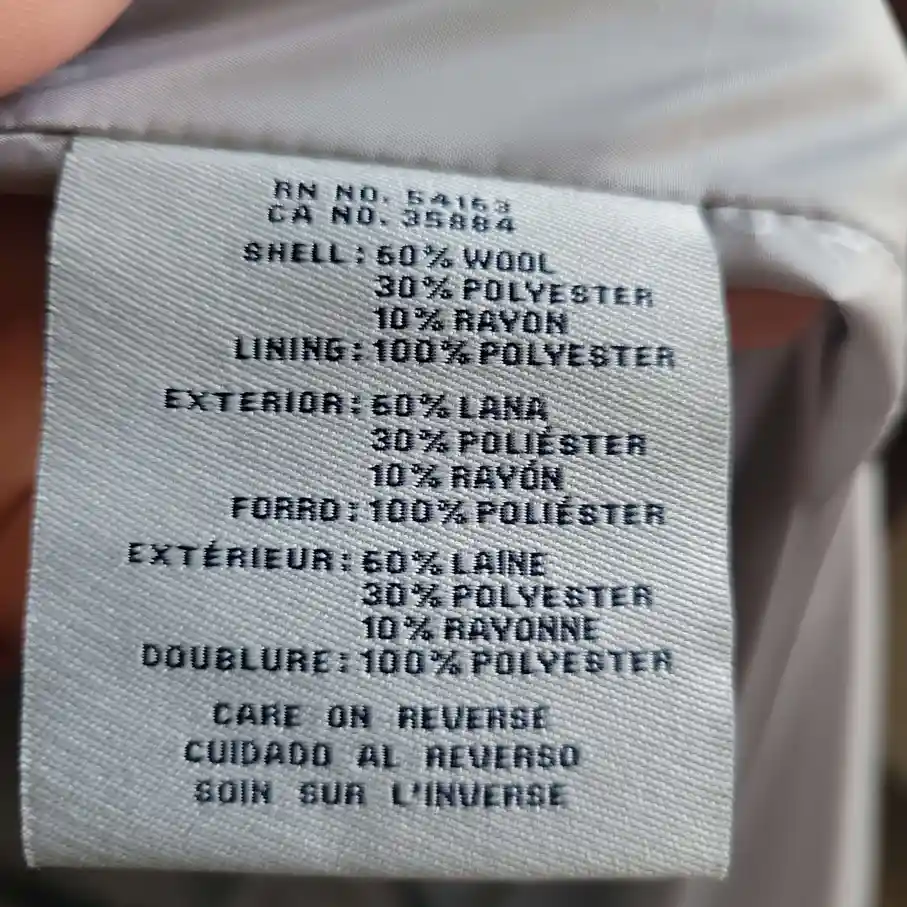 RN NO. 54163
CA NO. 35884
SHELL: 60% WOOL
30% POLYESTER
10% RAYON
LINING: 100% POLYESTER
EXTERIOR: 60% LANA
30% POLIÉSTER
10% RAYÓN
FORRO: 100% POLIÉSTER
EXTÉRIEUR: 60% LAINE
30% POLYESTER
10% RAYONNE
DOUBLURE: 100% POLYESTER
CARE ON REVERSE
CUIDADO AL REVERSO
SOIN SUR L'INVERSE